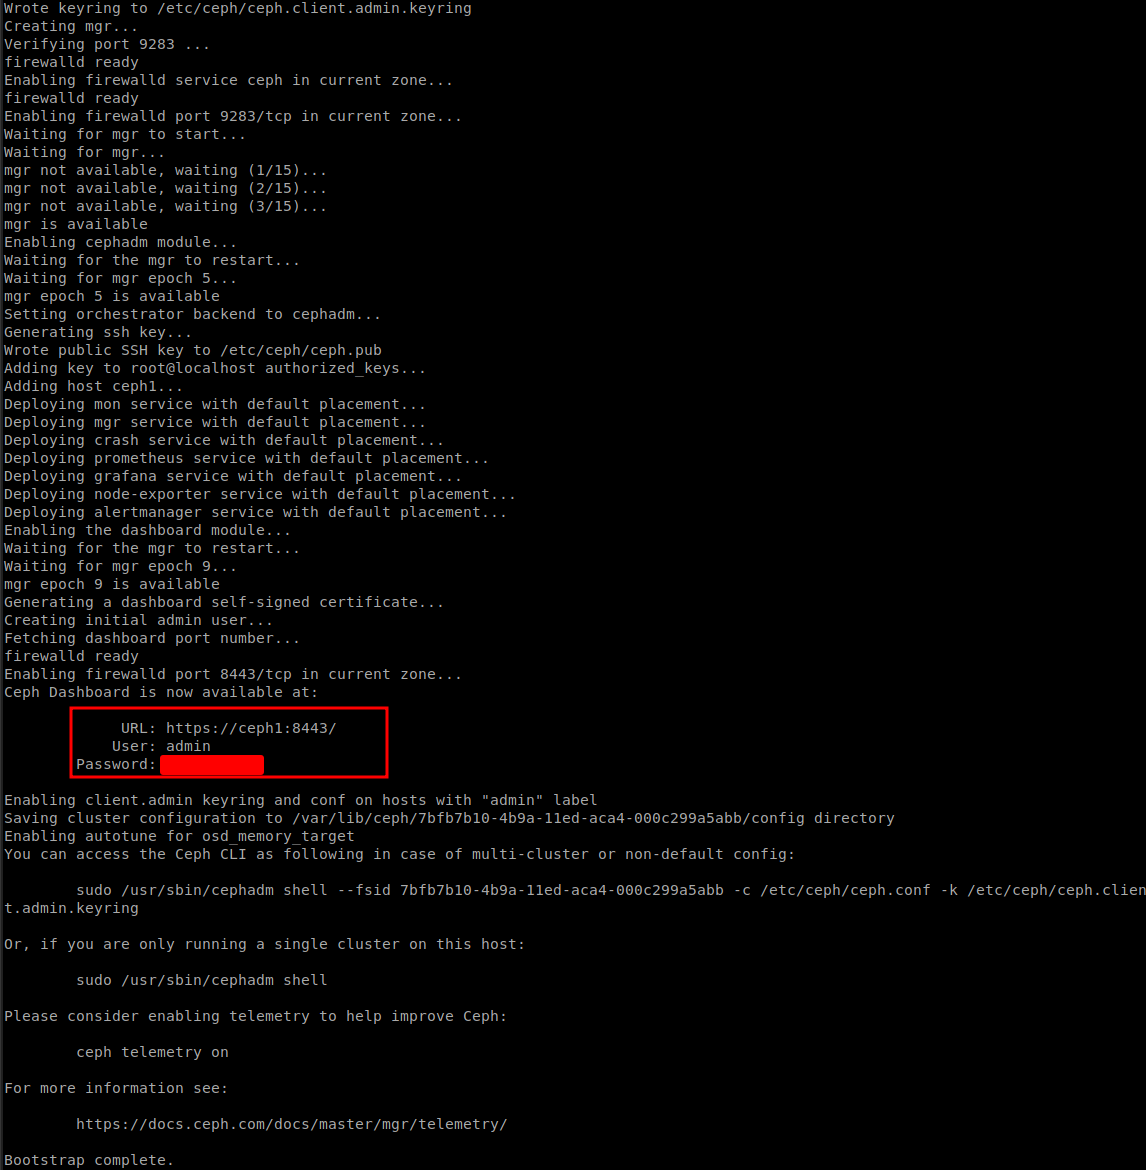 Wrote keyring to /etc/ceph/ceph.client.admin.keyring
Creating mgr...
Verifying port 9283 ...
firewalld ready
Enabling firewalld service ceph in current zone...
firewalld ready
Enabling firewalld port 9283/tcp in current zone...
Waiting for mgr to start...
Waiting for mgr...
mgr not available, waiting (1/15)...
mgr not available, waiting (2/15)...
mgr not available, waiting (3/15)...
mgr is available
Enabling cephadm module...
Waiting for the mgr to restart...
Waiting for mgr epoch 5...
mgr epoch 5 is available
Setting orchestrator backend to cephadm...
Generating ssh key...
Wrote public SSH key to /etc/ceph/ceph.pub
Adding key to root@localhost authorized_keys...
Adding host ceph1...
Deploying mon service with default placement...
Deploying mgr service with default placement...
Deploying crash service with default placement...
Deploying prometheus service with default placement...
Deploying grafana service with default placement...
Deploying node-exporter service with default placement...
Deploying alertmanager service with default placement...
Enabling the dashboard module...
Waiting for the mgr to restart...
Waiting for mgr epoch 9...
mgr epoch 9 is available
Generating a dashboard self-signed certificate...
Creating initial admin user...
Fetching dashboard port number...
firewalld ready
Enabling firewalld port 8443/tcp in current zone...
Ceph Dashboard is now available at:
URL: https://ceph1:8443/
User: admin
Password:
Enabling client.admin keyring and conf on hosts with "admin" label
Saving cluster configuration to /var/lib/ceph/7bfb7b10-4b9a-11ed-aca4-000c299a5abb/config directory
Enabling autotune for osd_memory_target
You can access the Ceph CLI as following in case of multi-cluster or non-default config:
sudo /usr/sbin/cephadm shell --fsid 7bfb7b10-4b9a-11ed-aca4-000c299a5abb -c /etc/ceph/ceph.conf -k /etc/ceph/ceph.clien
t.admin.keyring
Or, if you are only running a single cluster on this host:
sudo /usr/sbin/cephadm shell
Please consider enabling telemetry to help improve Ceph:
ceph telemetry on
For more information see:
https://docs.ceph.com/docs/master/mgr/telemetry/
Bootstrap complete.